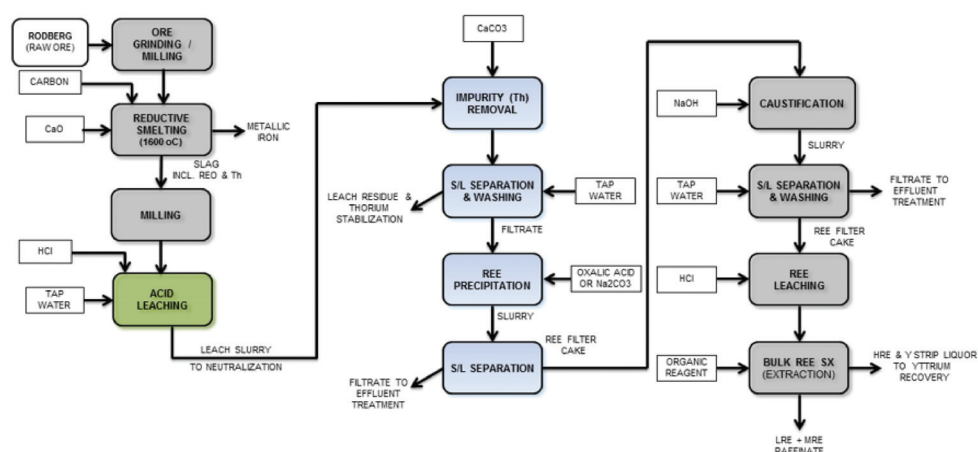 RODBERG
(RAW ORE)
ORE
GRINDING /
MILLING
CARBON
CaO
REDUCTIVE
SMELTING
(1600 oC)
METALLIC
IRON
SLAG
INCL. REO & Th
MILLING
HCl
TAP
WATER
ACID
LEACHING
LEACH SLURRY
TO NEUTRALIZATION
CaCO3
IMPURITY (Th)
REMOVAL
S/L SEPARATION
& WASHING
TAP
WATER
LEACH RESIDUE &
THORIUM
STABILIZATION
FILTRATE
REE
PRECIPITATION
OXALIC ACID
OR Na2CO3
SLURRY
REE FILTER
CAKE
S/L SEPARATION
FILTRATE TO
EFFLUENT
TREATMENT
NaOH
CAUSTIFICATION
SLURRY
TAP
WATER
S/L SEPARATION
& WASHING
FILTRATE TO
EFFLUENT
TREATMENT
REE FILTER
CAKE
HCl
REE
LEACHING
ORGANIC
REAGENT
BULK REE SX
(EXTRACTION)
HRE & Y STRIP LIQUOR
TO YTTRIUM
RECOVERY
LRE + MRE
RAFFINATE